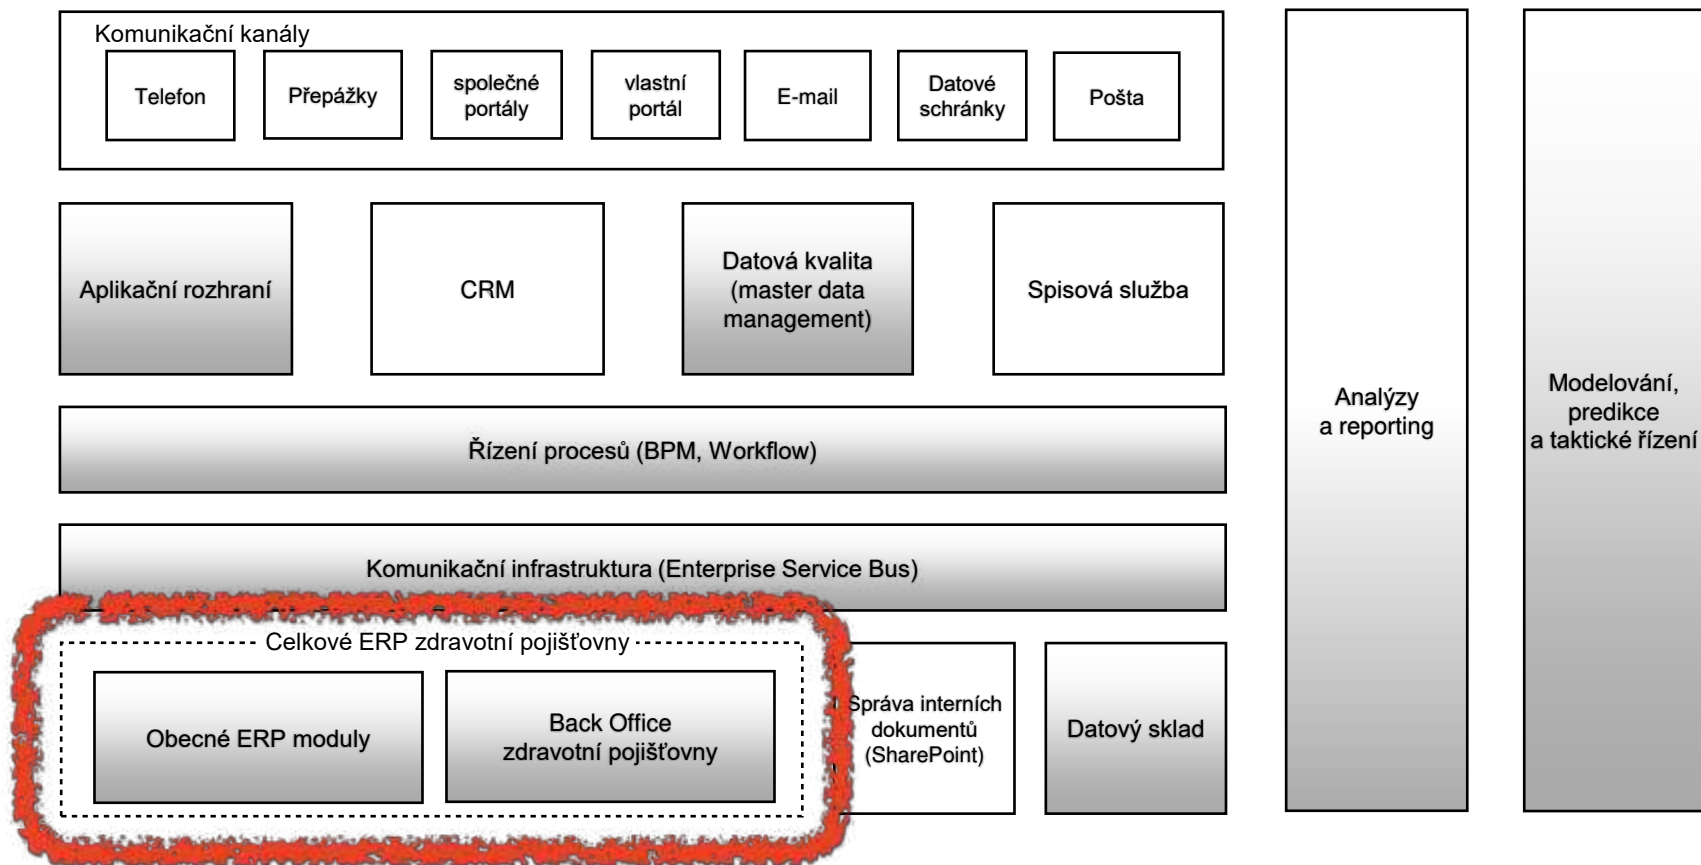 Komunikační kanály
Telefon
Přepážky
společné
portály
vlastní
portál
E-mail
Datové
schránky
Pošta
Aplikační rozhraní
CRM
Datová kvalita
(master data
management)
Spisová služba
Řízení procesů (BPM, Workflow)
Komunikační infrastruktura (Enterprise Service Bus)
Celkové ERP zdravotní pojišťovny
Obecné ERP moduly
Back Office
zdravotní pojišťovny
Správa interních
dokumentů
(SharePoint)
Datový sklad
Analýzy
a reporting
Modelování,
predikce
a taktické řízení